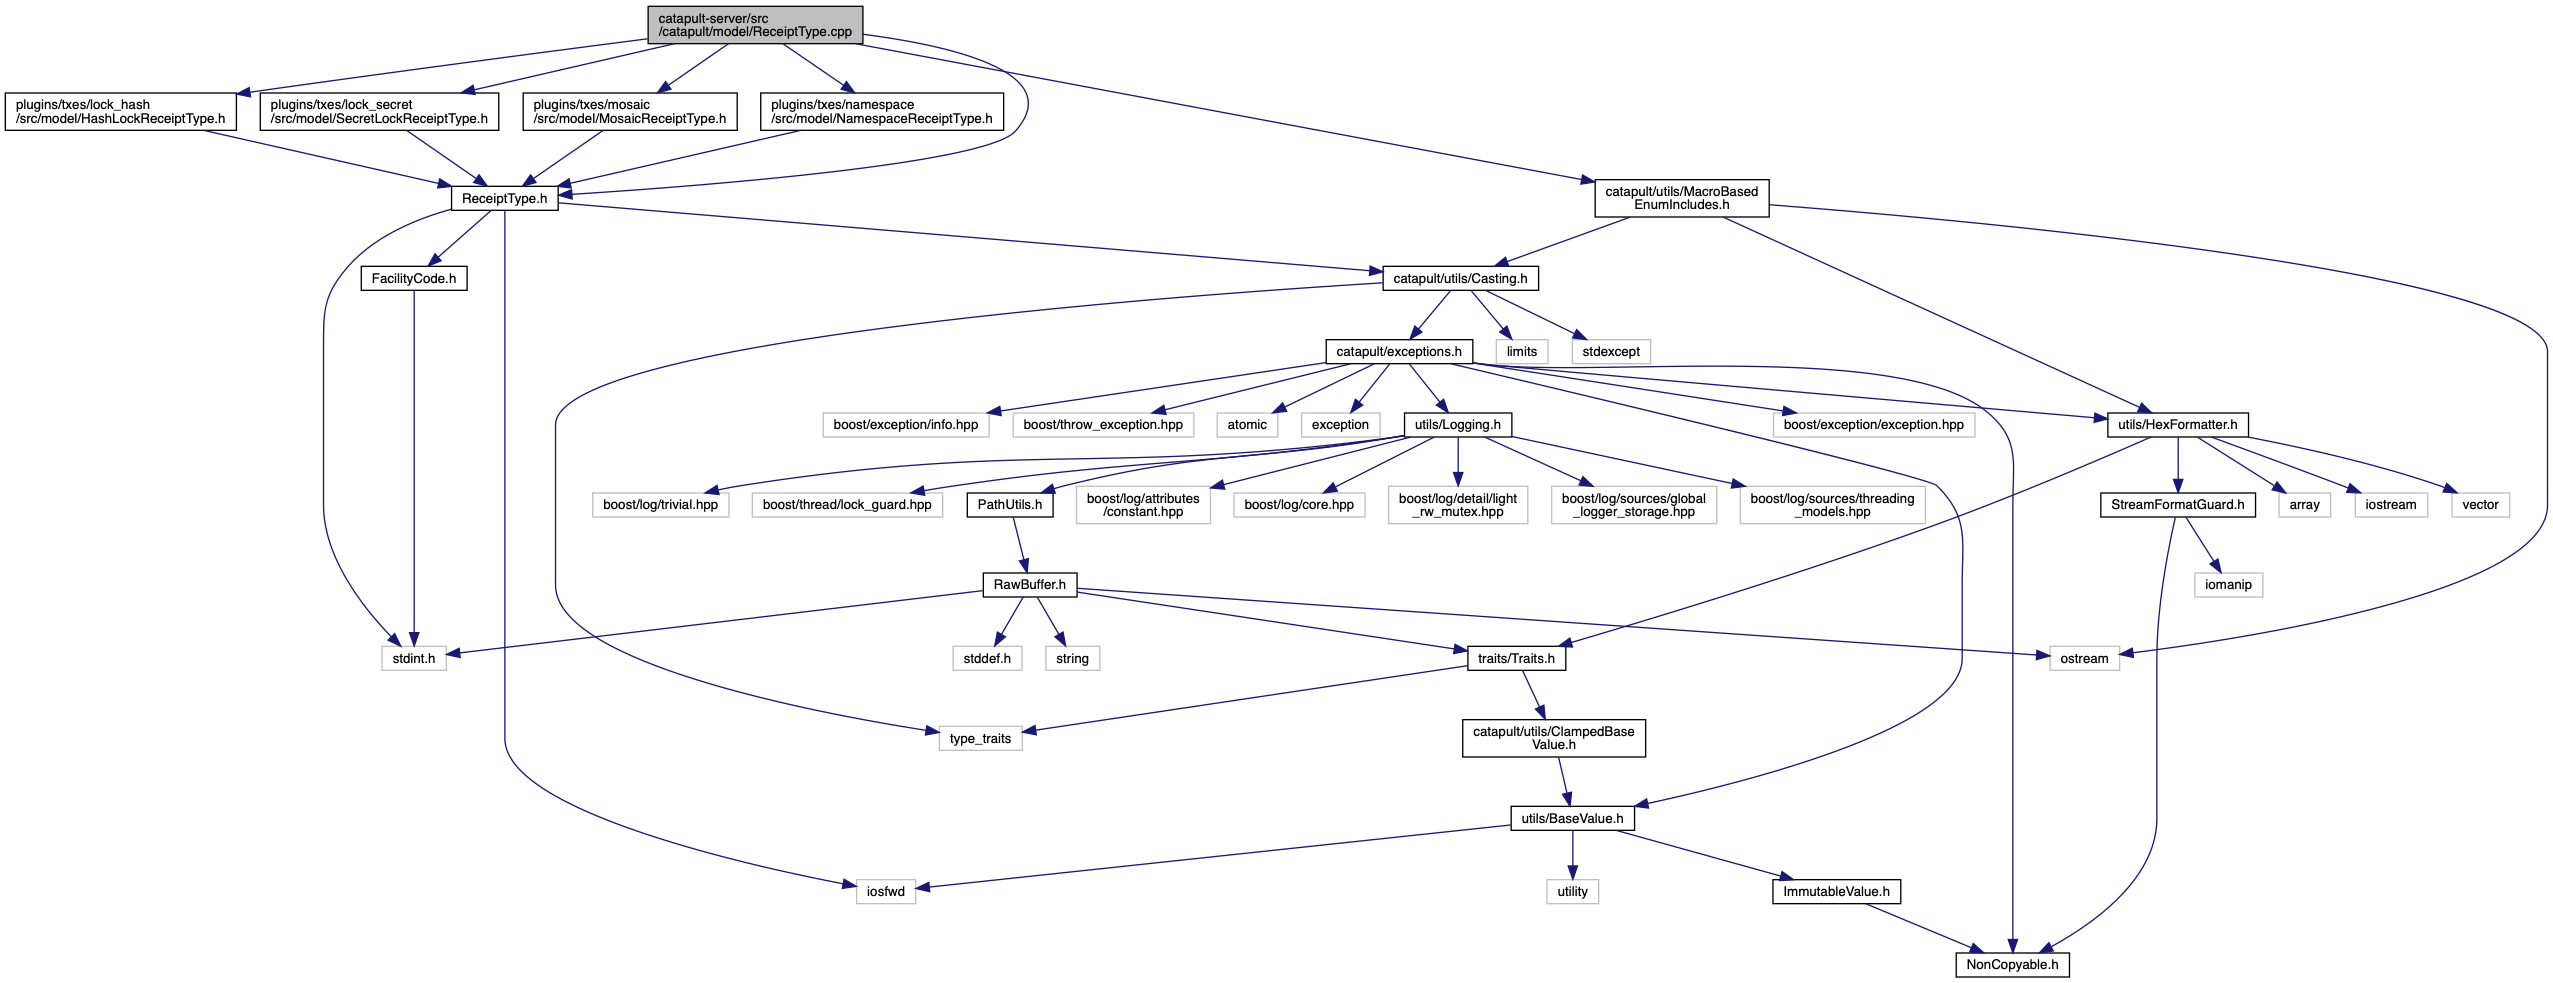 catapult-server/src
/catapult/model/ReceiptType.cpp
plugins/txes/lock_hash
/src/model/HashLockReceiptType.h
plugins/txes/lock_secret
/src/model/SecretLockReceiptType.h
plugins/txes/mosaic
/src/model/MosaicReceiptType.h
plugins/txes/namespace
/src/model/NamespaceReceiptType.h
ReceiptType.h
catapult/utils/MacroBased
EnumIncludes.h
FacilityCode.h
catapult/utils/Casting.h
catapult/exceptions.h
limits
stdexcept
boost/exception/info.hpp
boost/throw_exception.hpp
atomic
exception
utils/Logging.h
boost/exception/exception.hpp
utils/HexFormatter.h
boost/log/trivial.hpp
boost/thread/lock_guard.hpp
PathUtils.h
boost/log/attributes
/constant.hpp
boost/log/core.hpp
boost/log/detail/light
_rw_mutex.hpp
boost/log/sources/global
_logger_storage.hpp
boost/log/sources/threading
_models.hpp
StreamFormatGuard.h
array
iostream
vector
RawBuffer.h
iomanip
stdint.h
stddef.h
string
traits/Traits.h
ostream
type_traits
catapult/utils/ClampedBase
Value.h
utils/BaseValue.h
iosfwd
utility
ImmutableValue.h
NonCopyable.h